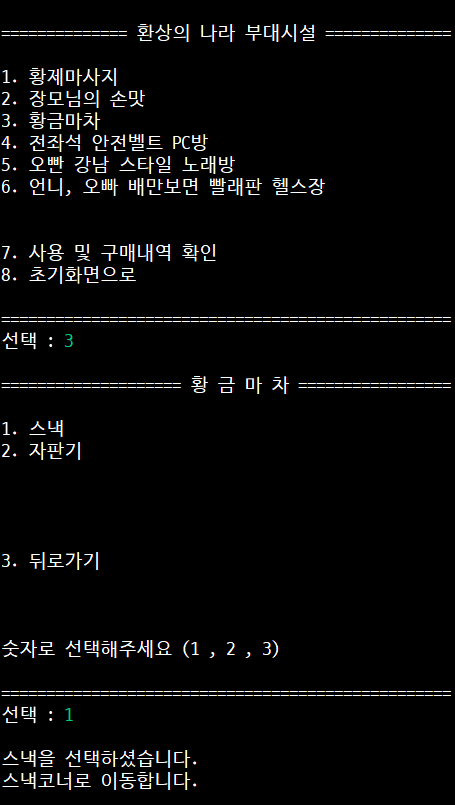 ============== 환상의 나라 부대시설 ==============
1. 황제마사지
2. 장모님의 손맛
3. 황금마차
4. 전좌석 안전벨트 PC방
5. 오빤 강남 스타일 노래방
6. 언니, 오빠 배만보면 빨래판 헬스장
7. 사용 및 구매내역 확인
8. 초기화면으로
==================================================
선택 : 3
==================== 황 금 마 차 =================
1. 스낵
2. 자판기
3. 뒤로가기
숫자로 선택해주세요 (1 , 2 , 3)
==================================================
선택 : 1
스낵을 선택하셨습니다.
스낵코너로 이동합니다.